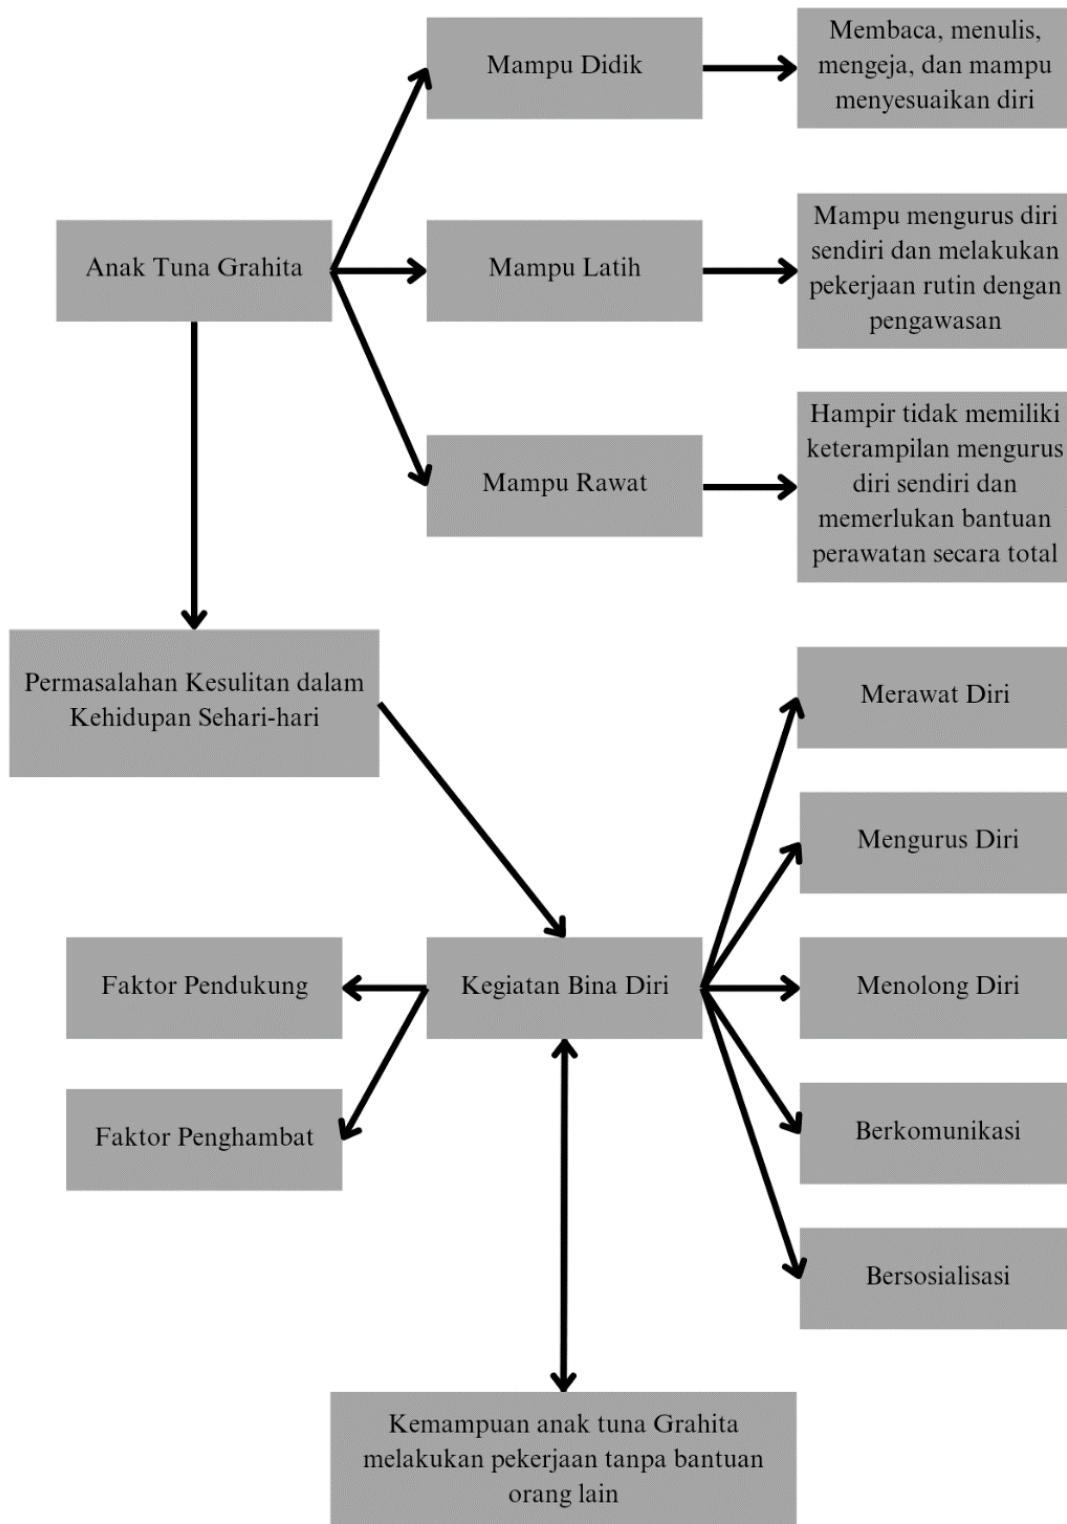 Mampu Didik
Membaca, menulis,
mengeja, dan mampu
menyesuaikan diri
Anak Tuna Grahita
Mampu Latih
Mampu mengurus diri
sendiri dan melakukan
pekerjaan rutin dengan
pengawasan
Mampu Rawat
Hampir tidak memiliki
keterampilan mengurus
diri sendiri dan
memerlukan bantuan
perawatan secara total
Permasalahan Kesulitan dalam
Kehidupan Sehari-hari
Merawat Diri
Mengurus Diri
Faktor Pendukung
Kegiatan Bina Diri
Menolong Diri
Faktor Penghambat
Berkomunikasi
Bersosialisasi
Kemampuan anak tuna Grahita
melakukan pekerjaan tanpa bantuan
orang lain